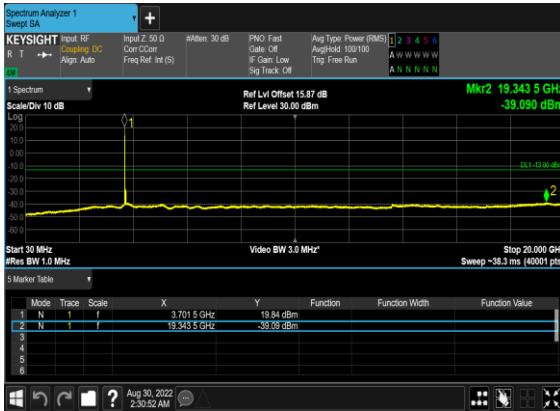 Spectrum Analyzer 1
Swept SA
KEYSIGHT Input: RF Input Z: 50 Ω #Atten: 30 dB PNO: Fast Avg Type: Power (RMS) 1 2 3 4 5 6
R T Coupling: DC Corr CCorr Gate: Off Avg|Hold: 100/100 A W W W W W
Align: Auto Freq Ref: Int (S) IF Gain: Low Trig: Free Run
Sig Track: Off A N N N N N
LXI
1 Spectrum Ref Lvl Offset 15.87 dB Mkr2 19.343 5 GHz
Scale/Div 10 dB Ref Level 30.00 dBm -39.090 dBm
Log
20.0
10.0
0.00
-10.0
-20.0
-30.0
-40.0
-50.0
-60.0
1
DL1 -13.00 dBm
2
Start 30 MHz Video BW 3.0 MHz* Stop 20.000 GHz
#Res BW 1.0 MHz Sweep ~38.3 ms (40001 pts)
5 Marker Table
Mode Trace Scale X Y Function Function Width Function Value
1 N 1 f 3.701 5 GHz 19.84 dBm
2 N 1 f 19.343 5 GHz -39.09 dBm
3
4
5
6
? Aug 30, 2022
2:30:52 AM